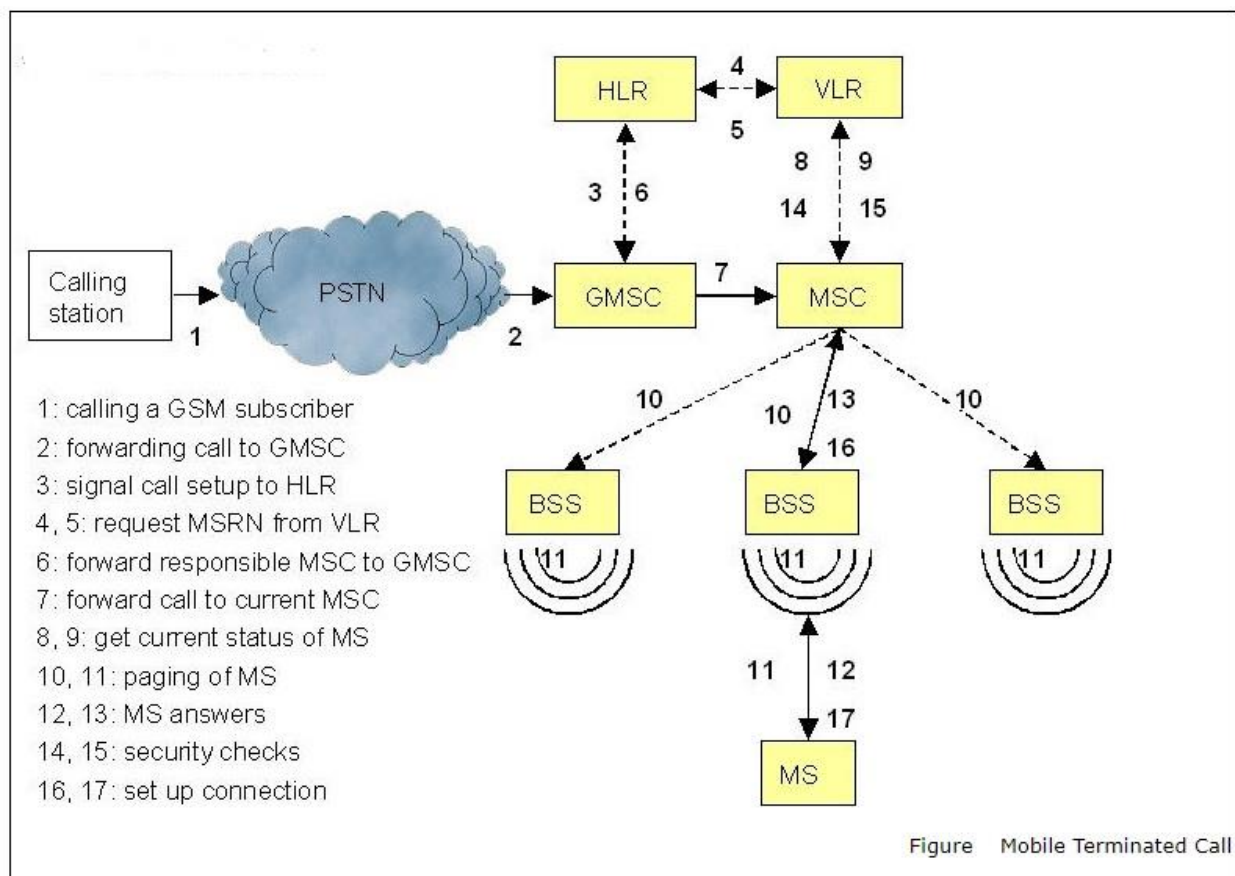 4
HLR
VLR
5
8 9
3 6
14 15
Calling
station
PSTN
GMSC
7
MSC
1
2
10
10
13
10
16
1: calling a GSM subscriber
2: forwarding call to GMSC
3: signal call setup to HLR
4, 5: request MSRN from VLR
6: forward responsible MSC to GMSC
7: forward call to current MSC
8, 9: get current status of MS
10, 11: paging of MS
12, 13: MS answers
14, 15: security checks
16, 17: set up connection
BSS
BSS
BSS
11
11
11
11 12
17
MS
Figure Mobile Terminated Call